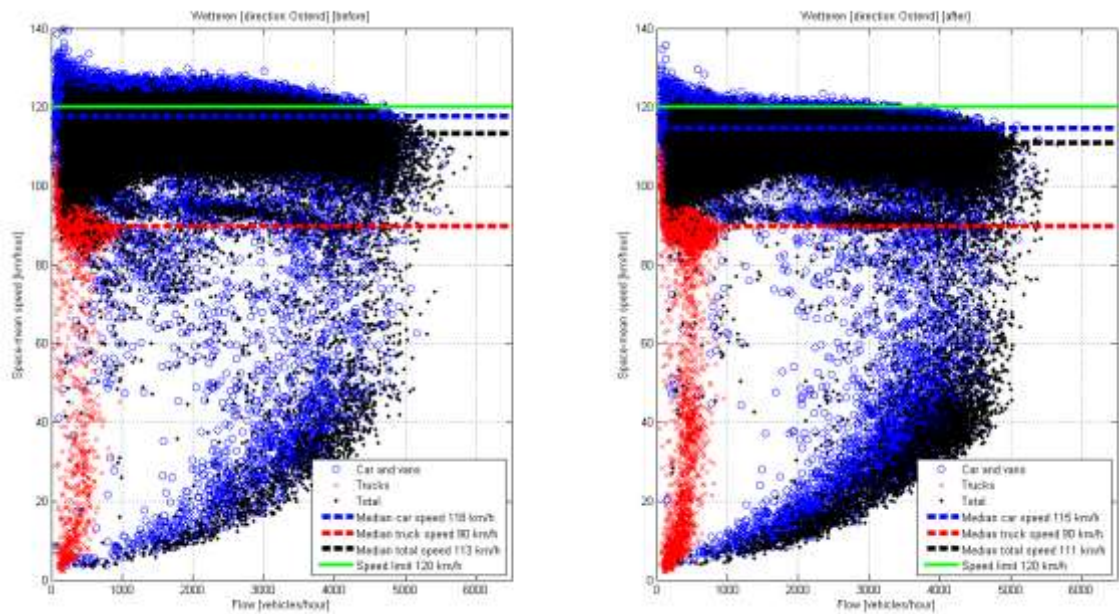 Wetteren [direction Ostend] [before]
140
120
100
80
60
40
20
0
Space-mean speed [km/hour]
0 1000 2000 3000 4000 5000 6000
Flow [vehicles/hour]
Car and vans
Trucks
Total
Median car speed 118 km/h
Median truck speed 90 km/h
Median total speed 113 km/h
Speed limit 120 km/h
Wetteren [direction Ostend] [after]
140
120
100
80
60
40
20
0
Space-mean speed [km/hour]
0 1000 2000 3000 4000 5000 6000
Flow [vehicles/hour]
Car and vans
Trucks
Total
Median car speed 115 km/h
Median truck speed 90 km/h
Median total speed 111 km/h
Speed limit 120 km/h